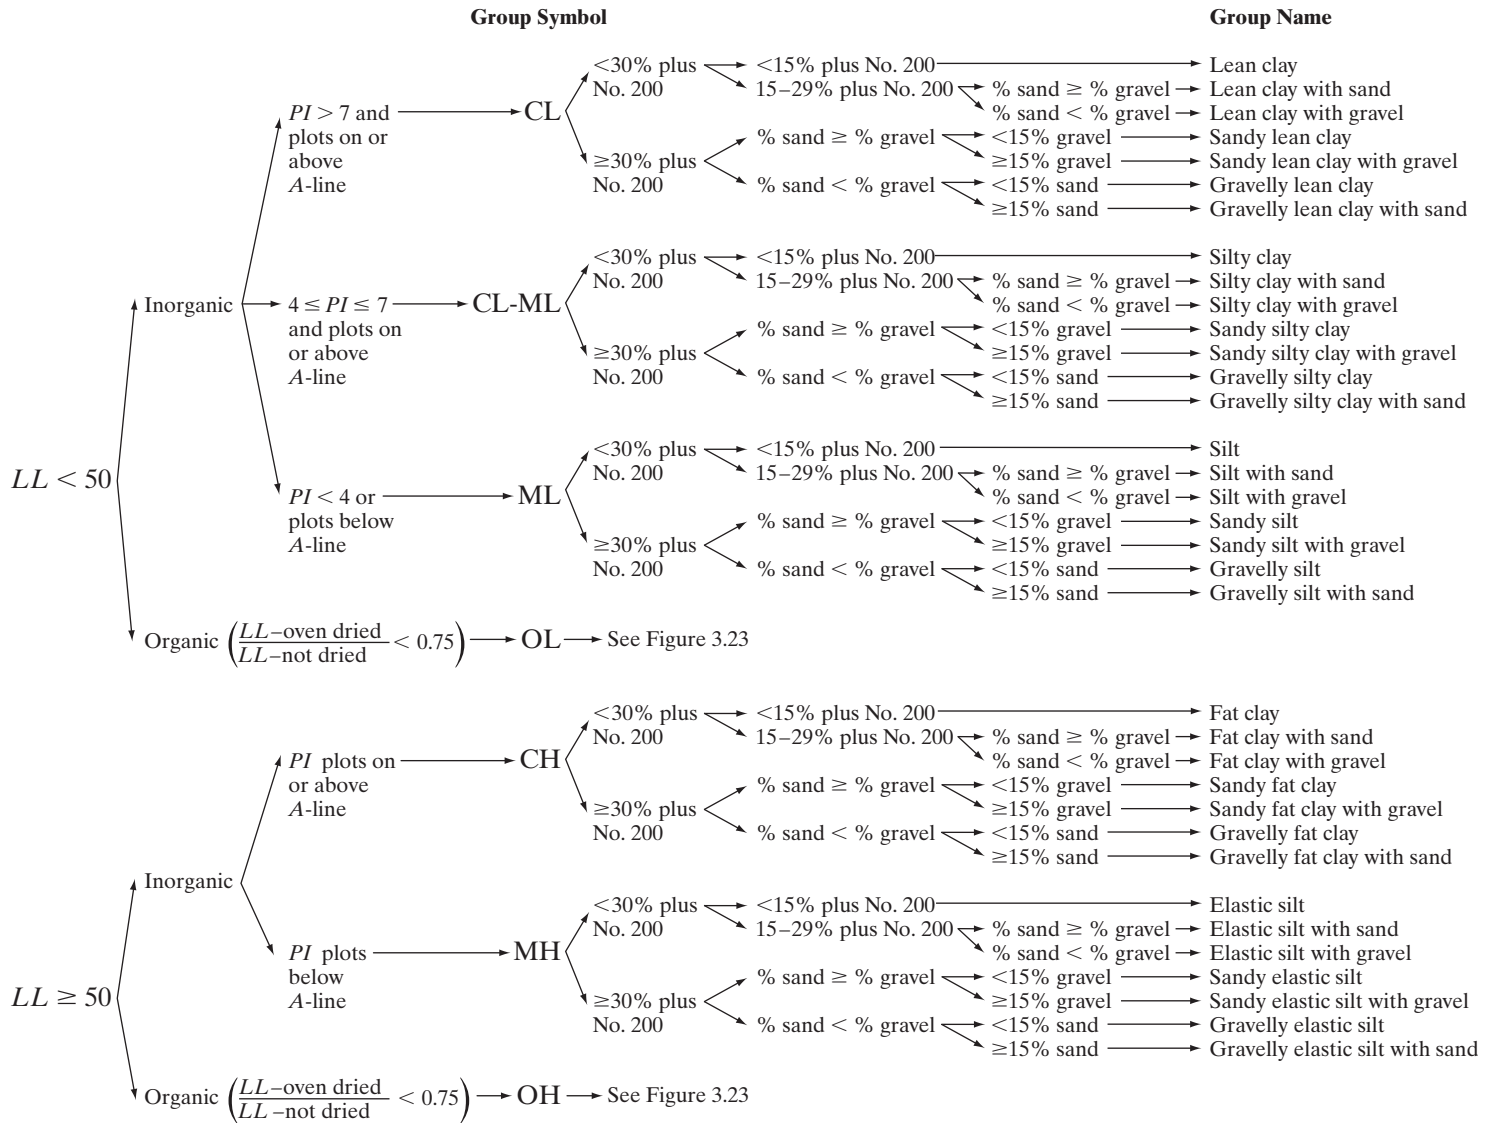 Group Symbol Group Name
<30% plus <15% plus No. 200 Lean clay
No. 200 15–29% plus No. 200 % sand ≥ % gravel Lean clay with sand
PI > 7 and CL % sand < % gravel Lean clay with gravel
plots on or % sand ≥ % gravel <15% gravel Sandy lean clay
above ≥30% plus ≥15% gravel Sandy lean clay with gravel
A-line No. 200 % sand < % gravel <15% sand Gravelly lean clay
≥15% sand Gravelly lean clay with sand
<30% plus <15% plus No. 200 Silty clay
No. 200 15–29% plus No. 200 % sand ≥ % gravel Silty clay with sand
Inorganic 4 ≤ PI ≤ 7 CL-ML % sand < % gravel Silty clay with gravel
and plots on % sand ≥ % gravel <15% gravel Sandy silty clay
or above ≥30% plus ≥15% gravel Sandy silty clay with gravel
A-line No. 200 % sand < % gravel <15% sand Gravelly silty clay
≥15% sand Gravelly silty clay with sand
<30% plus <15% plus No. 200 Silt
LL < 50 No. 200 15–29% plus No. 200 % sand ≥ % gravel Silt with sand
PI < 4 or ML % sand < % gravel Silt with gravel
plots below % sand ≥ % gravel <15% gravel Sandy silt
A-line ≥30% plus ≥15% gravel Sandy silt with gravel
No. 200 % sand < % gravel <15% sand Gravelly silt
≥15% sand Gravelly silt with sand
Organic (LL–oven dried / LL–not dried < 0.75) OL See Figure 3.23
<30% plus <15% plus No. 200 Fat clay
No. 200 15–29% plus No. 200 % sand ≥ % gravel Fat clay with sand
PI plots on CH % sand < % gravel Fat clay with gravel
or above % sand ≥ % gravel <15% gravel Sandy fat clay
A-line ≥30% plus ≥15% gravel Sandy fat clay with gravel
No. 200 % sand < % gravel <15% sand Gravelly fat clay
≥15% sand Gravelly fat clay with sand
Inorganic
<30% plus <15% plus No. 200 Elastic silt
No. 200 15–29% plus No. 200 % sand ≥ % gravel Elastic silt with sand
PI plots MH % sand < % gravel Elastic silt with gravel
below % sand ≥ % gravel <15% gravel Sandy elastic silt
LL ≥ 50 A-line ≥30% plus ≥15% gravel Sandy elastic silt with gravel
No. 200 % sand < % gravel <15% sand Gravelly elastic silt
≥15% sand Gravelly elastic silt with sand
Organic (LL–oven dried / LL–not dried < 0.75) OH See Figure 3.23